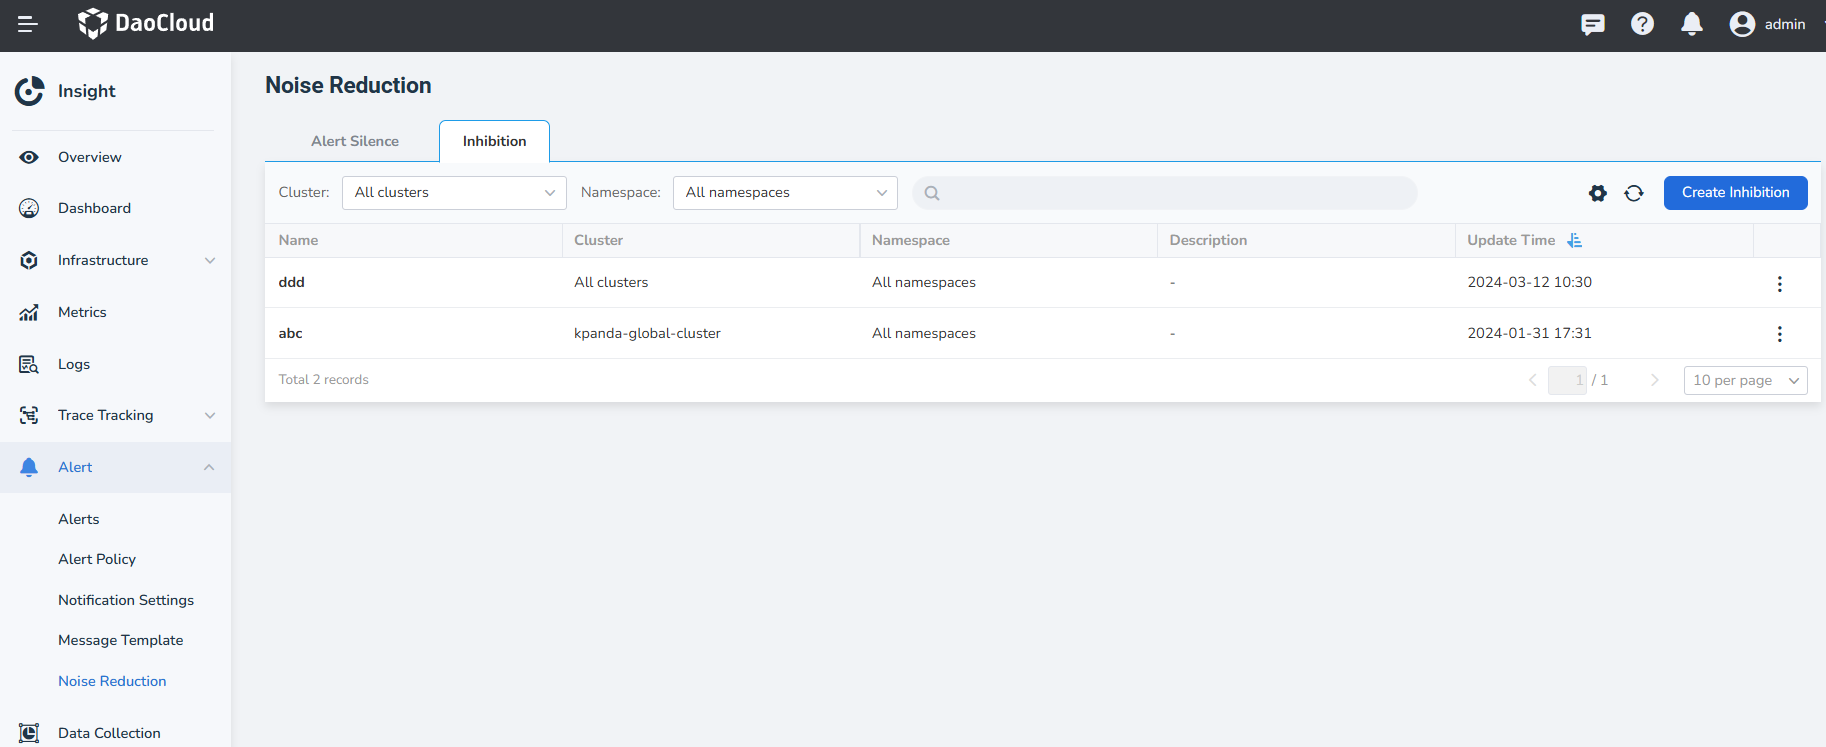 DaoCloud
admin
Insight
Overview
Dashboard
Infrastructure
Metrics
Logs
Trace Tracking
Alert
Alerts
Alert Policy
Notification Settings
Message Template
Noise Reduction
Data Collection
Noise Reduction
Alert Silence Inhibition
Cluster: All clusters Namespace: All namespaces Create Inhibition
Name Cluster Namespace Description Update Time
ddd All clusters All namespaces - 2024-03-12 10:30
abc kpanda-global-cluster All namespaces - 2024-01-31 17:31
Total 2 records 1 / 1 10 per page